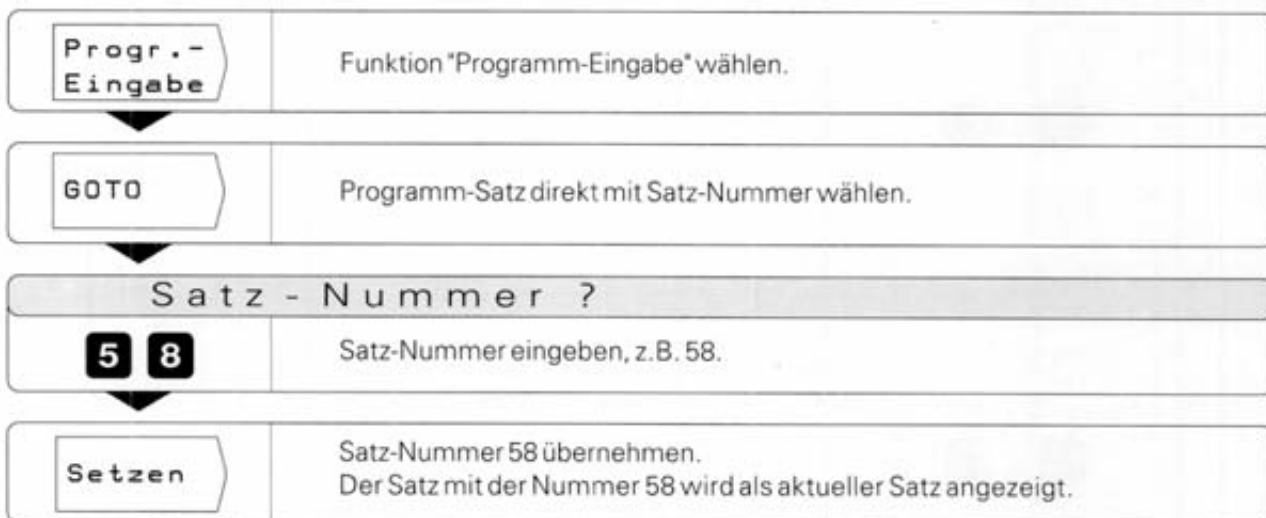 Progr.-
Eingabe
Funktion "Programm-Eingabe" wählen.
GOTO
Programm-Satz direkt mit Satz-Nummer wählen.
Satz-Nummer ?
5 8
Satz-Nummer eingeben, z.B. 58.
Setzen
Satz-Nummer 58 übernehmen.
Der Satz mit der Nummer 58 wird als aktueller Satz angezeigt.